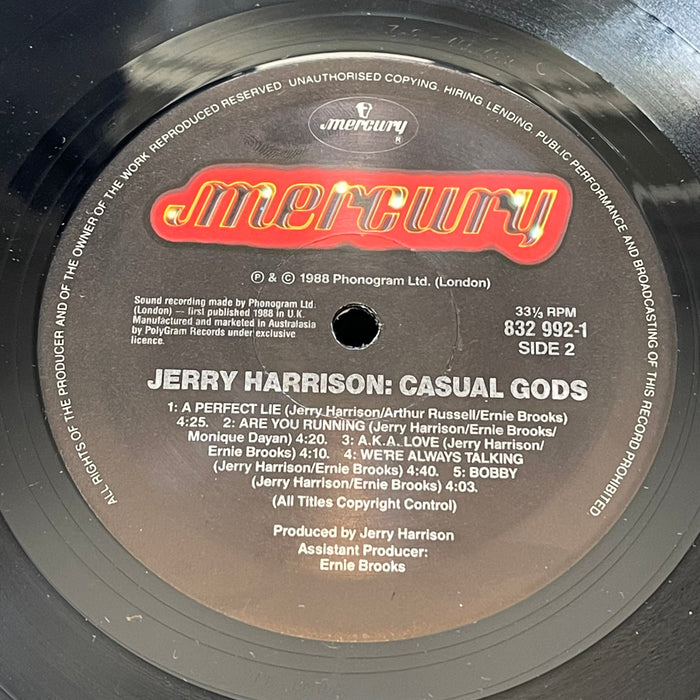 ALL RIGHTS OF THE PRODUCER AND OF THE OWNER OF THE WORK REPRODUCED RESERVED UNAUTHORISED COPYING, HIRING, LENDING, PUBLIC PERFORMANCE AND BROADCASTING OF THIS RECORD PROHIBITED
mercury
®
mercury
Ⓟ & © 1988 Phonogram Ltd. (London)
Sound recording made by Phonogram Ltd.
(London) — first published 1988 in U.K.
Manufactured and marketed in Australasia
by PolyGram Records under exclusive
licence.
33⅓ RPM
832 992-1
SIDE 2
JERRY HARRISON: CASUAL GODS
1: A PERFECT LIE (Jerry Harrison/Arthur Russell/Ernie Brooks)
4:25. 2: ARE YOU RUNNING (Jerry Harrison/Ernie Brooks/
Monique Dayan) 4:20. 3: A.K.A. LOVE (Jerry Harrison/
Ernie Brooks) 4:10. 4: WE'RE ALWAYS TALKING
(Jerry Harrison/Ernie Brooks) 4:40. 5: BOBBY
(Jerry Harrison/Ernie Brooks) 4:03.
(All Titles Copyright Control)
Produced by Jerry Harrison
Assistant Producer:
Ernie Brooks